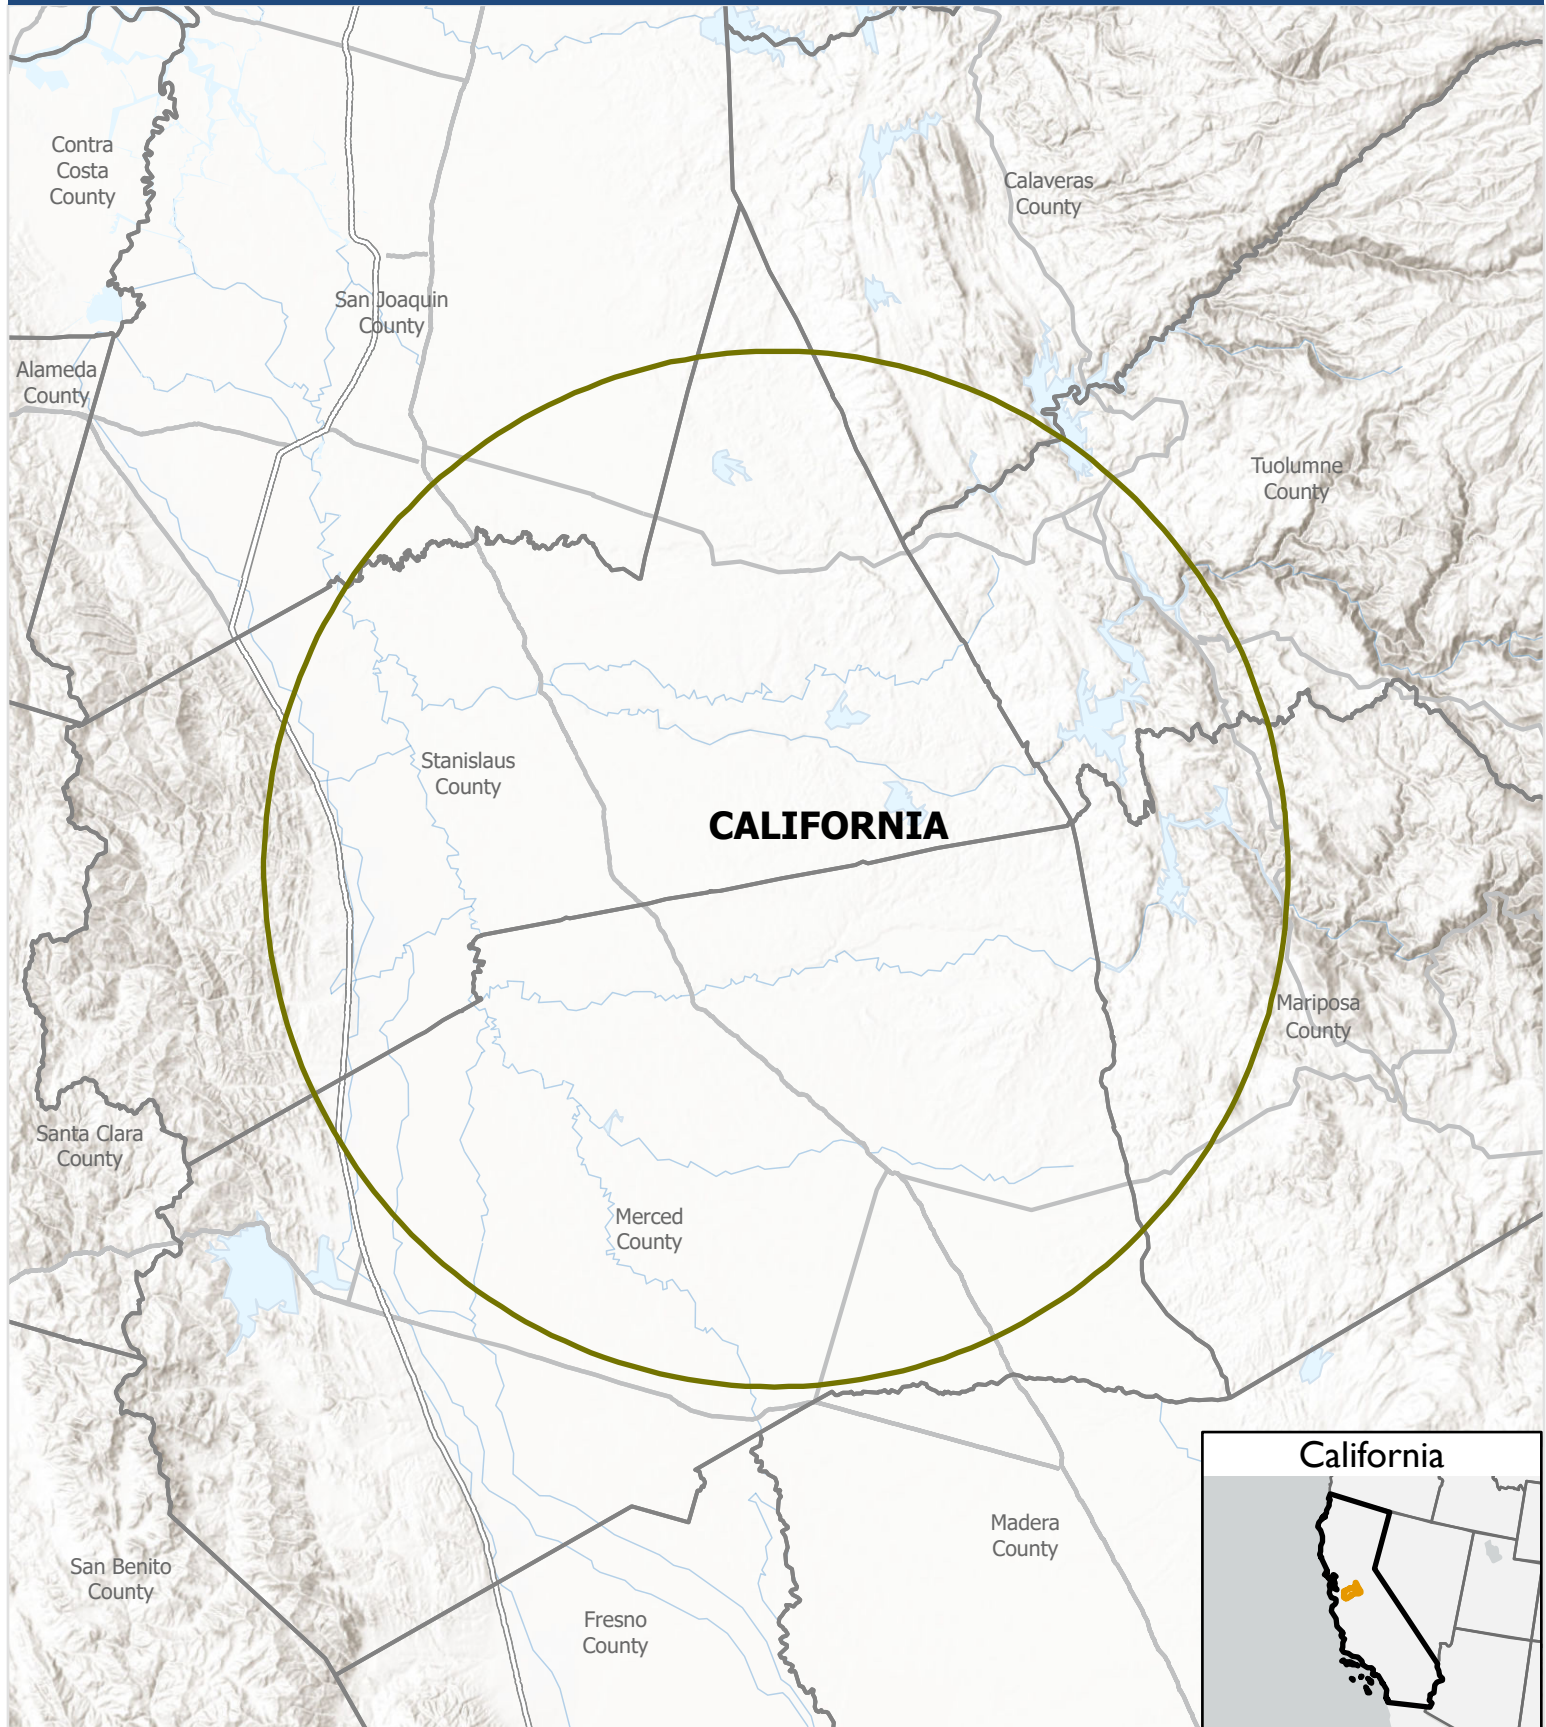 Contra
Costa
County
Calaveras
County
San Joaquin
County
Alameda
County
Tuolumne
County
Stanislaus
County
CALIFORNIA
Mariposa
County
Santa Clara
County
Merced
County
California
Madera
County
San Benito
County
Fresno
County